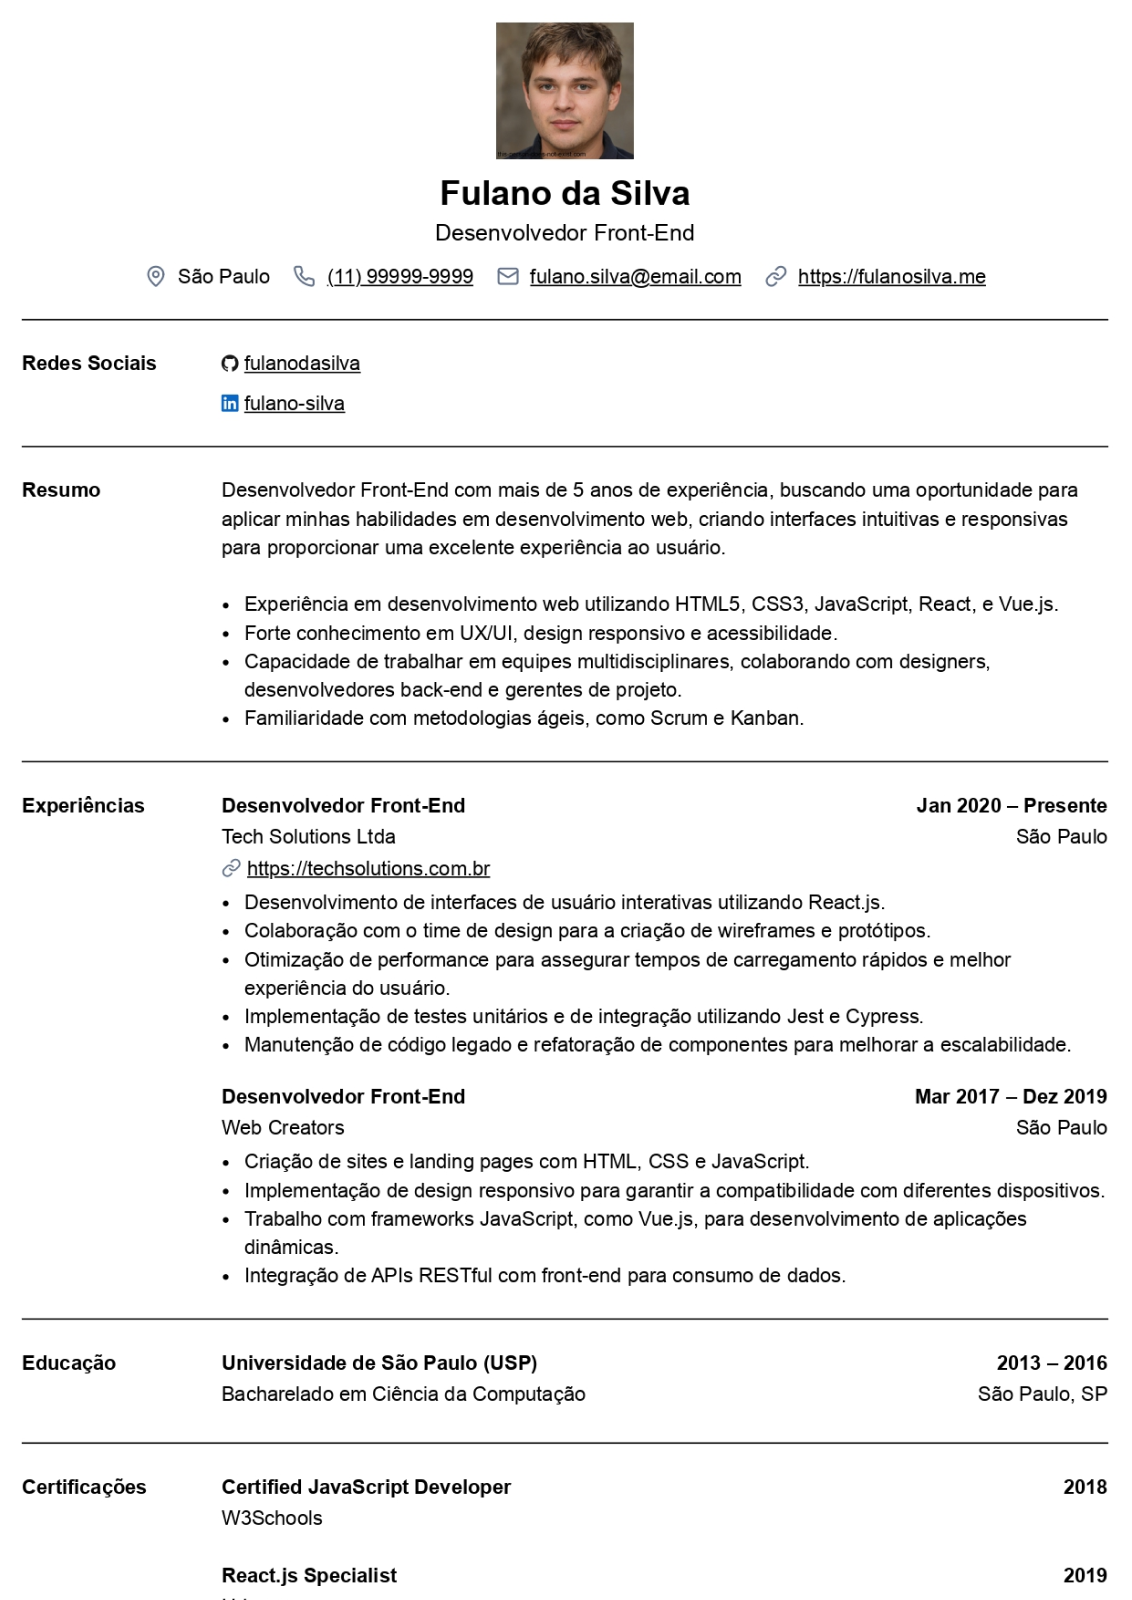 Fulano da Silva
Desenvolvedor Front-End
São Paulo (11) 99999-9999 fulano.silva@email.com https://fulanosilva.me
Redes Sociais
fulanodasilva
fulano-silva
Resumo
Desenvolvedor Front-End com mais de 5 anos de experiência, buscando uma oportunidade para
aplicar minhas habilidades em desenvolvimento web, criando interfaces intuitivas e responsivas
para proporcionar uma excelente experiência ao usuário.
• Experiência em desenvolvimento web utilizando HTML5, CSS3, JavaScript, React, e Vue.js.
• Forte conhecimento em UX/UI, design responsivo e acessibilidade.
• Capacidade de trabalhar em equipes multidisciplinares, colaborando com designers,
desenvolvedores back-end e gerentes de projeto.
• Familiaridade com metodologias ágeis, como Scrum e Kanban.
Experiências
Desenvolvedor Front-End Jan 2020 – Presente
Tech Solutions Ltda São Paulo
https://techsolutions.com.br
• Desenvolvimento de interfaces de usuário interativas utilizando React.js.
• Colaboração com o time de design para a criação de wireframes e protótipos.
• Otimização de performance para assegurar tempos de carregamento rápidos e melhor
experiência do usuário.
• Implementação de testes unitários e de integração utilizando Jest e Cypress.
• Manutenção de código legado e refatoração de componentes para melhorar a escalabilidade.
Desenvolvedor Front-End Mar 2017 – Dez 2019
Web Creators São Paulo
• Criação de sites e landing pages com HTML, CSS e JavaScript.
• Implementação de design responsivo para garantir a compatibilidade com diferentes dispositivos.
• Trabalho com frameworks JavaScript, como Vue.js, para desenvolvimento de aplicações
dinâmicas.
• Integração de APIs RESTful com front-end para consumo de dados.
Educação
Universidade de São Paulo (USP) 2013 – 2016
Bacharelado em Ciência da Computação São Paulo, SP
Certificações
Certified JavaScript Developer 2018
W3Schools
React.js Specialist 2019